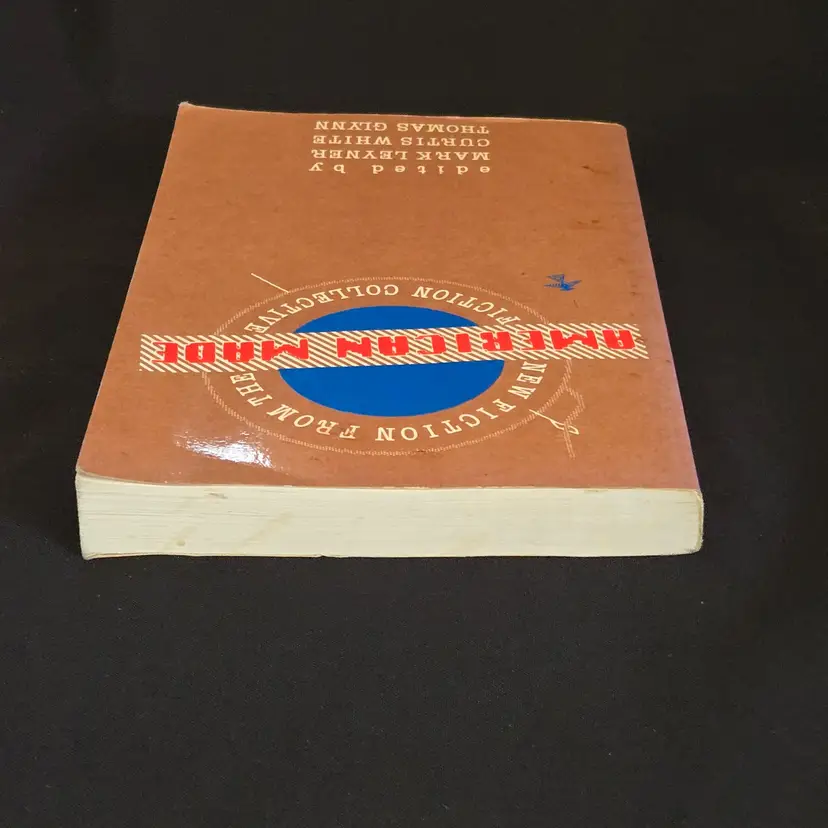 NEW FICTION FROM THE
AMERICAN MADE
FICTION COLLECTIVE
edited by
MARK LEYNER
CURTIS WHITE
THOMAS GLYNN